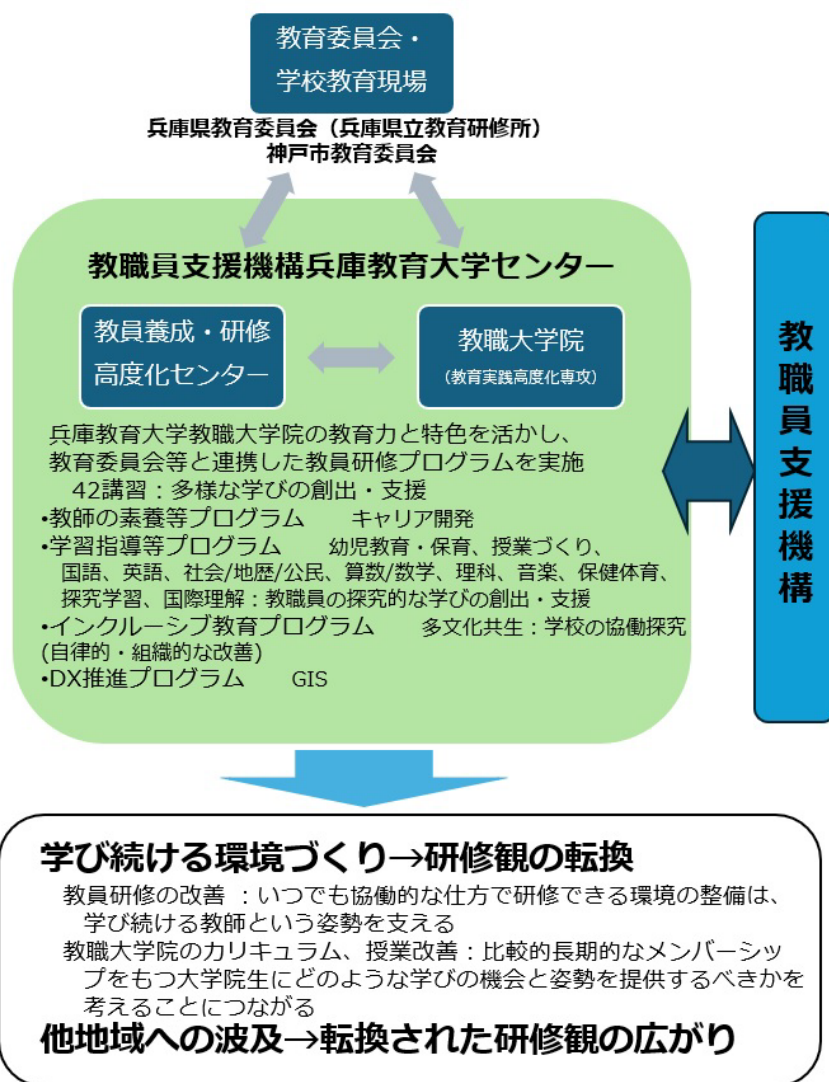 教育委員会・
学校教育現場
兵庫県教育委員会（兵庫県立教育研修所）
神戸市教育委員会
教職員支援機構兵庫教育大学センター
教員養成・研修
高度化センター
教職大学院
（教育実践高度化専攻）
兵庫教育大学教職大学院の教育力と特色を活かし、
教育委員会等と連携した教員研修プログラムを実施
42講習：多様な学びの創出・支援
•教師の素養等プログラム　キャリア開発
•学習指導等プログラム　幼児教育・保育、授業づくり、
国語、英語、社会/地歴/公民、算数/数学、理科、音楽、保健体育、
探究学習、国際理解：教職員の探究的な学びの創出・支援
•インクルーシブ教育プログラム　多文化共生：学校の協働探究
(自律的・組織的な改善)
•DX推進プログラム　GIS
教職員支援機構
学び続ける環境づくり→研修観の転換
教員研修の改善 ：いつでも協働的な仕方で研修できる環境の整備は、
学び続ける教師という姿勢を支える
教職大学院のカリキュラム、授業改善：比較的長期的なメンバーシッ
プをもつ大学院生にどのような学びの機会と姿勢を提供するべきかを
考えることにつながる
他地域への波及→転換された研修観の広がり